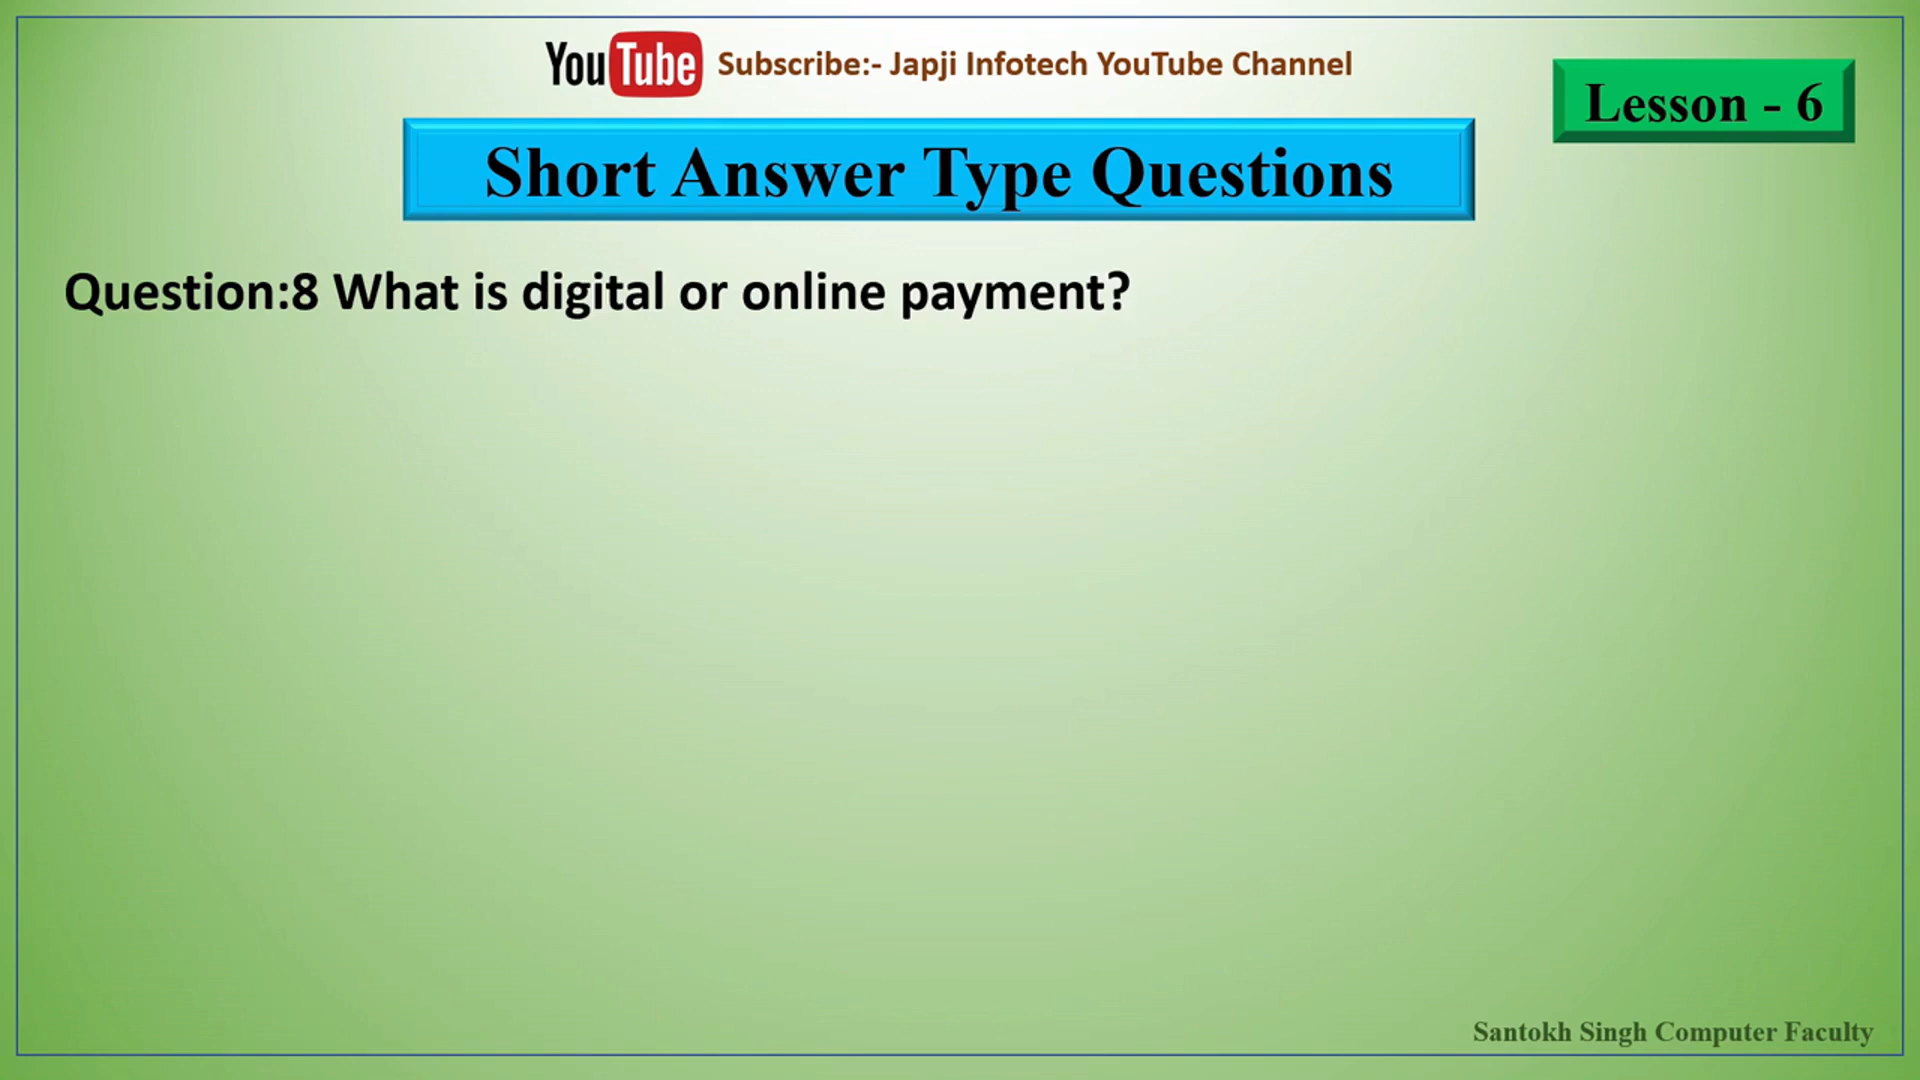 YouTube Subscribe:- Japji Infotech YouTube Channel
Lesson - 6
Short Answer Type Questions
Question:8 What is digital or online payment?
Santokh Singh Computer Faculty